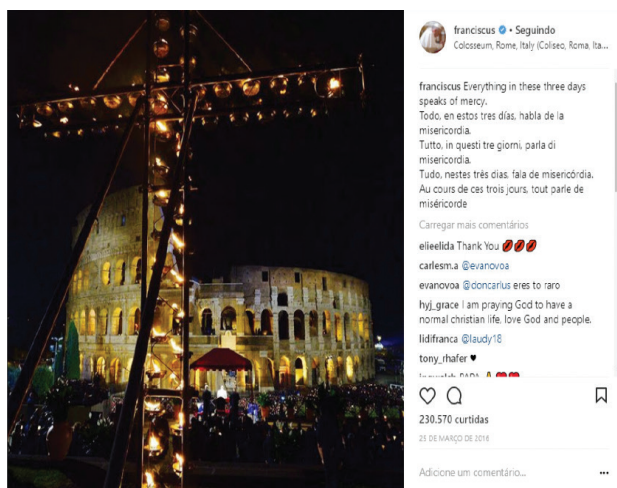 franciscus • Seguindo
Colosseum, Rome, Italy (Coliseo, Roma, Ita...
franciscus Everything in these three days
speaks of mercy.
Todo, en estos tres días, habla de la
misericordia.
Tutto, in questi tre giorni, parla di
misericordia.
Tudo, nestes três dias, fala de misericórdia.
Au cours de ces trois jours, tout parle de
miséricorde
Carregar mais comentários
elieelida Thank You
carlesm.a @evanovoa
evanovoa @doncarlus eres to raro
hyj_grace I am praying God to have a
normal christian life, love God and people.
lidifranca @laudy18
tony_rhafer ♥
230.570 curtidas
25 DE MARÇO DE 2016
Adicione um comentário...